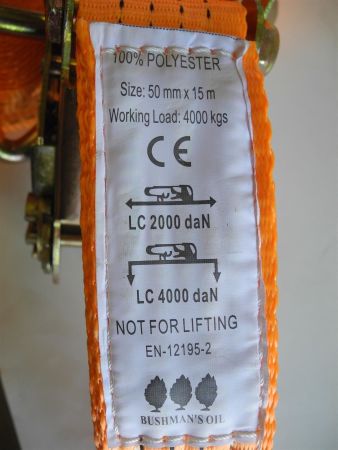 100% POLYESTER
Size: 50 mm x 15 m
Working Load: 4000 kgs
CE
LC 2000 daN
LC 4000 daN
NOT FOR LIFTING
EN-12195-2
BUSHMAN'S OIL